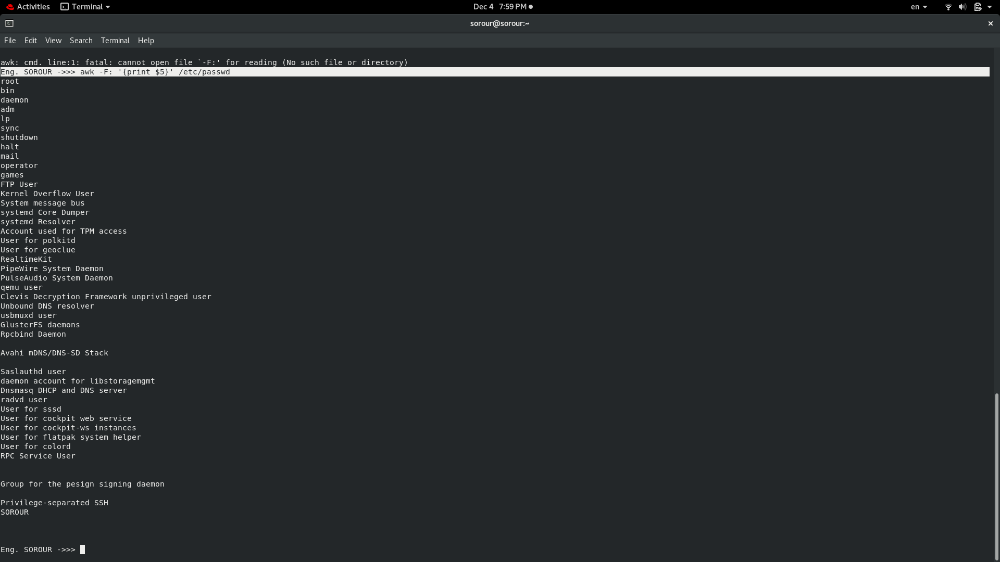 Activities Terminal Dec 4 7:59 PM en
sorour@sorour:~
File Edit View Search Terminal Help
awk: cmd. line:1: fatal: cannot open file `-F:' for reading (No such file or directory)
Eng. SOROUR ->>> awk -F: '{print $5}' /etc/passwd
root
bin
daemon
adm
lp
sync
shutdown
halt
mail
operator
games
FTP User
Kernel Overflow User
System message bus
systemd Core Dumper
systemd Resolver
Account used for TPM access
User for polkitd
User for geoclue
RealtimeKit
PipeWire System Daemon
PulseAudio System Daemon
qemu user
Clevis Decryption Framework unprivileged user
Unbound DNS resolver
usbmuxd user
GlusterFS daemons
Rpcbind Daemon
Avahi mDNS/DNS-SD Stack
Saslauthd user
daemon account for libstoragemgmt
Dnsmasq DHCP and DNS server
radvd user
User for sssd
User for cockpit web service
User for cockpit-ws instances
User for flatpak system helper
User for colord
RPC Service User
Group for the pesign signing daemon
Privilege-separated SSH
SOROUR
Eng. SOROUR ->>>